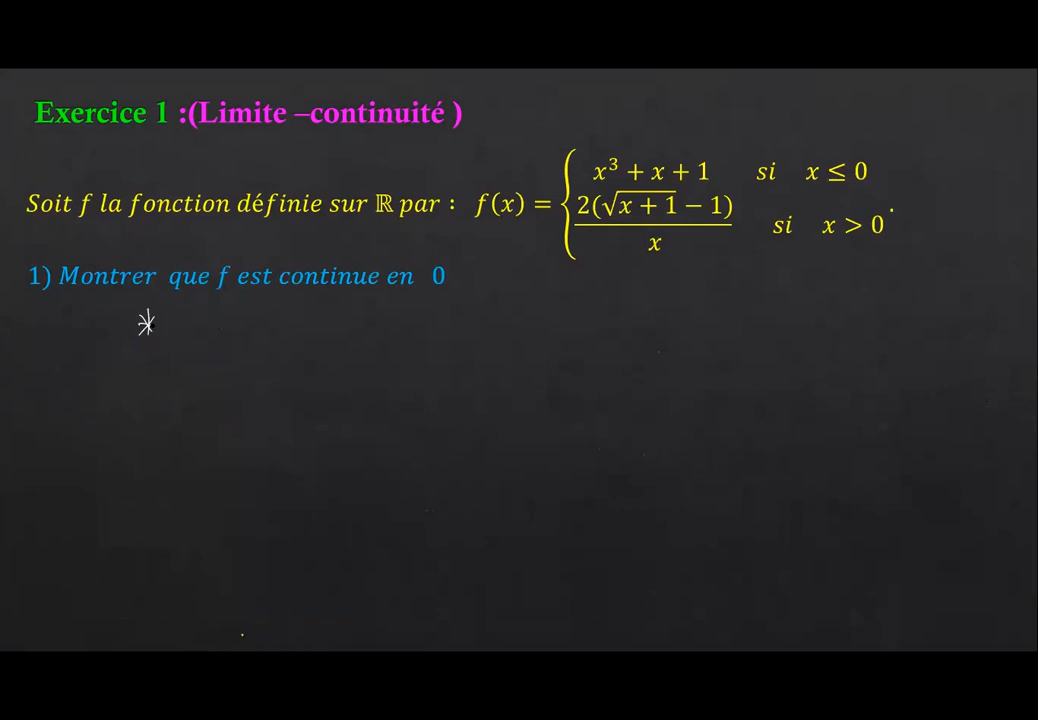 Exercice 1 :(Limite –continuité )
Soit f la fonction définie sur ℝ par : f(x) = { x³ + x + 1 si x ≤ 0
2(√x + 1 − 1) / x si x > 0 .
1) Montrer que f est continue en 0
*